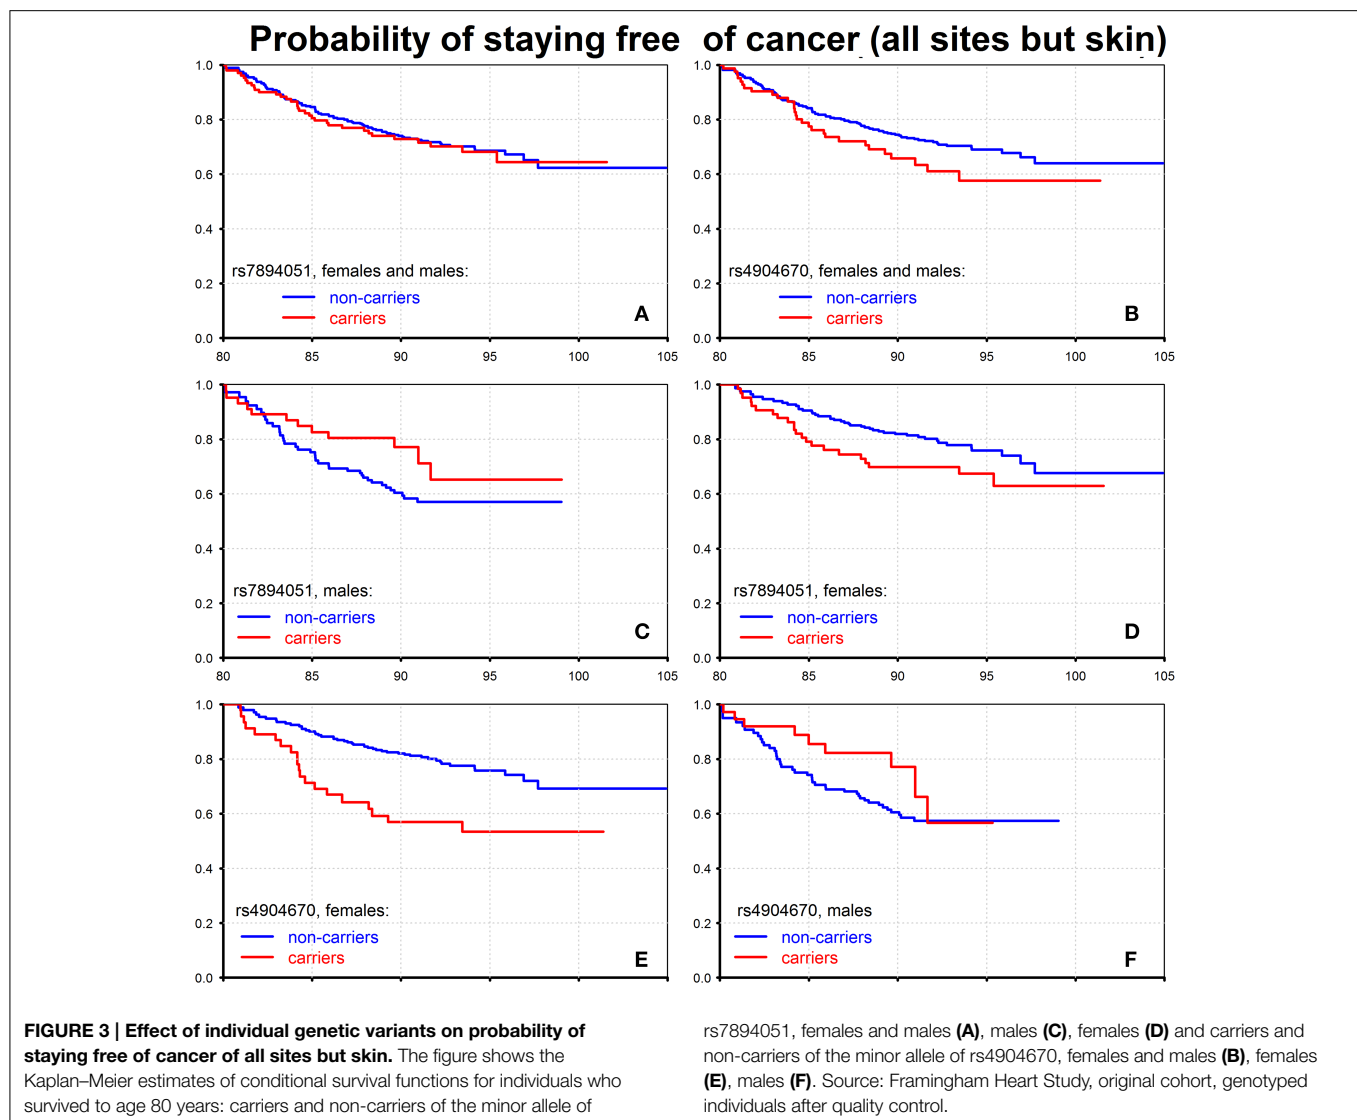 Probability of staying free of cancer (all sites but skin)
1.0
0.8
0.6
0.4
0.2
0.0
rs7894051, females and males:
non-carriers
carriers
A
80 85 90 95 100 105
1.0
0.8
0.6
0.4
0.2
0.0
rs4904670, females and males:
non-carriers
carriers
B
80 85 90 95 100 105
1.0
0.8
0.6
0.4
0.2
0.0
rs7894051, males:
non-carriers
carriers
C
80 85 90 95 100 105
1.0
0.8
0.6
0.4
0.2
0.0
rs7894051, females:
non-carriers
carriers
D
80 85 90 95 100 105
1.0
0.8
0.6
0.4
0.2
0.0
rs4904670, females:
non-carriers
carriers
E
1.0
0.8
0.6
0.4
0.2
0.0
rs4904670, males
non-carriers
carriers
F
FIGURE 3 | Effect of individual genetic variants on probability of
staying free of cancer of all sites but skin. The figure shows the
Kaplan–Meier estimates of conditional survival functions for individuals who
survived to age 80 years: carriers and non-carriers of the minor allele of
rs7894051, females and males (A), males (C), females (D) and carriers and
non-carriers of the minor allele of rs4904670, females and males (B), females
(E), males (F). Source: Framingham Heart Study, original cohort, genotyped
individuals after quality control.